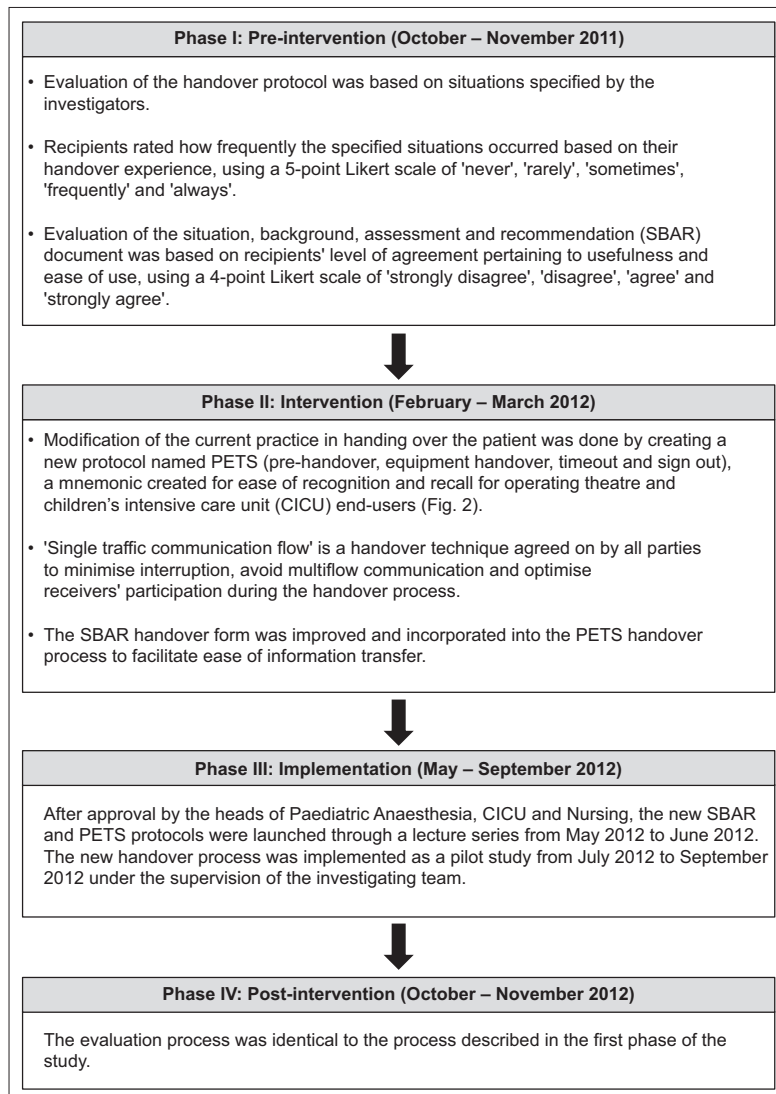 Phase I: Pre-intervention (October – November 2011)
• Evaluation of the handover protocol was based on situations specified by the
investigators.
• Recipients rated how frequently the specified situations occurred based on their
handover experience, using a 5-point Likert scale of 'never', 'rarely', 'sometimes',
'frequently' and 'always'.
• Evaluation of the situation, background, assessment and recommendation (SBAR)
document was based on recipients' level of agreement pertaining to usefulness and
ease of use, using a 4-point Likert scale of 'strongly disagree', 'disagree', 'agree' and
'strongly agree'.
Phase II: Intervention (February – March 2012)
• Modification of the current practice in handing over the patient was done by creating a
new protocol named PETS (pre-handover, equipment handover, timeout and sign out),
a mnemonic created for ease of recognition and recall for operating theatre and
children’s intensive care unit (CICU) end-users (Fig. 2).
• 'Single traffic communication flow' is a handover technique agreed on by all parties
to minimise interruption, avoid multiflow communication and optimise
receivers' participation during the handover process.
• The SBAR handover form was improved and incorporated into the PETS handover
process to facilitate ease of information transfer.
Phase III: Implementation (May – September 2012)
After approval by the heads of Paediatric Anaesthesia, CICU and Nursing, the new SBAR
and PETS protocols were launched through a lecture series from May 2012 to June 2012.
The new handover process was implemented as a pilot study from July 2012 to September
2012 under the supervision of the investigating team.
Phase IV: Post-intervention (October – November 2012)
The evaluation process was identical to the process described in the first phase of the
study.